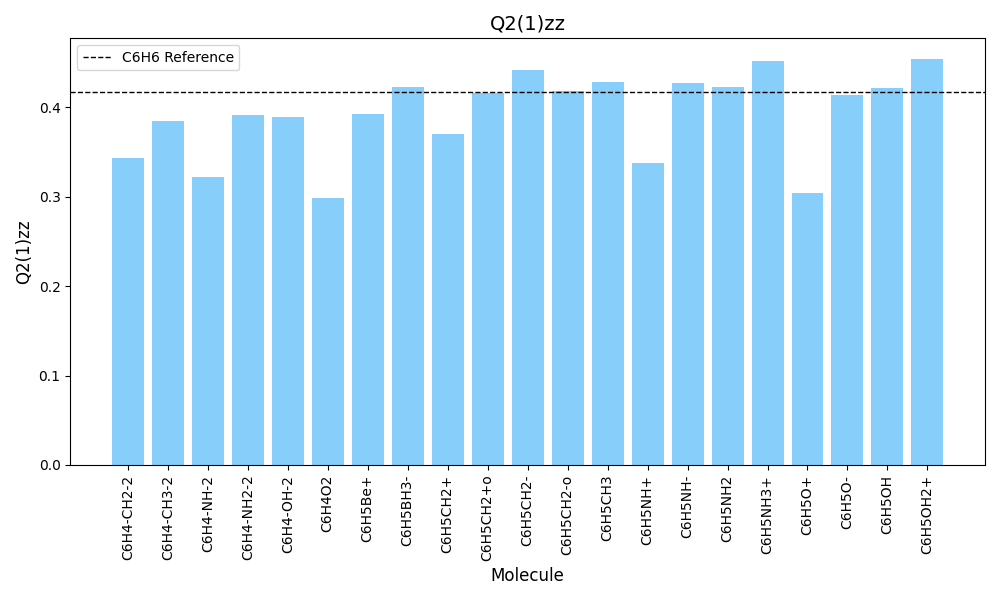 Q2(1)zz
C6H6 Reference
Q2(1)zz
0.4
0.3
0.2
0.1
0.0
C6H4-CH2-2
C6H4-CH3-2
C6H4-NH-2
C6H4-NH2-2
C6H4-OH-2
C6H4O2
C6H5Be+
C6H5BH3-
C6H5CH2+
C6H5CH2+o
C6H5CH2-
C6H5CH2-o
C6H5CH3
C6H5NH+
C6H5NH-
C6H5NH2
C6H5NH3+
C6H5O+
C6H5O-
C6H5OH
C6H5OH2+
Molecule